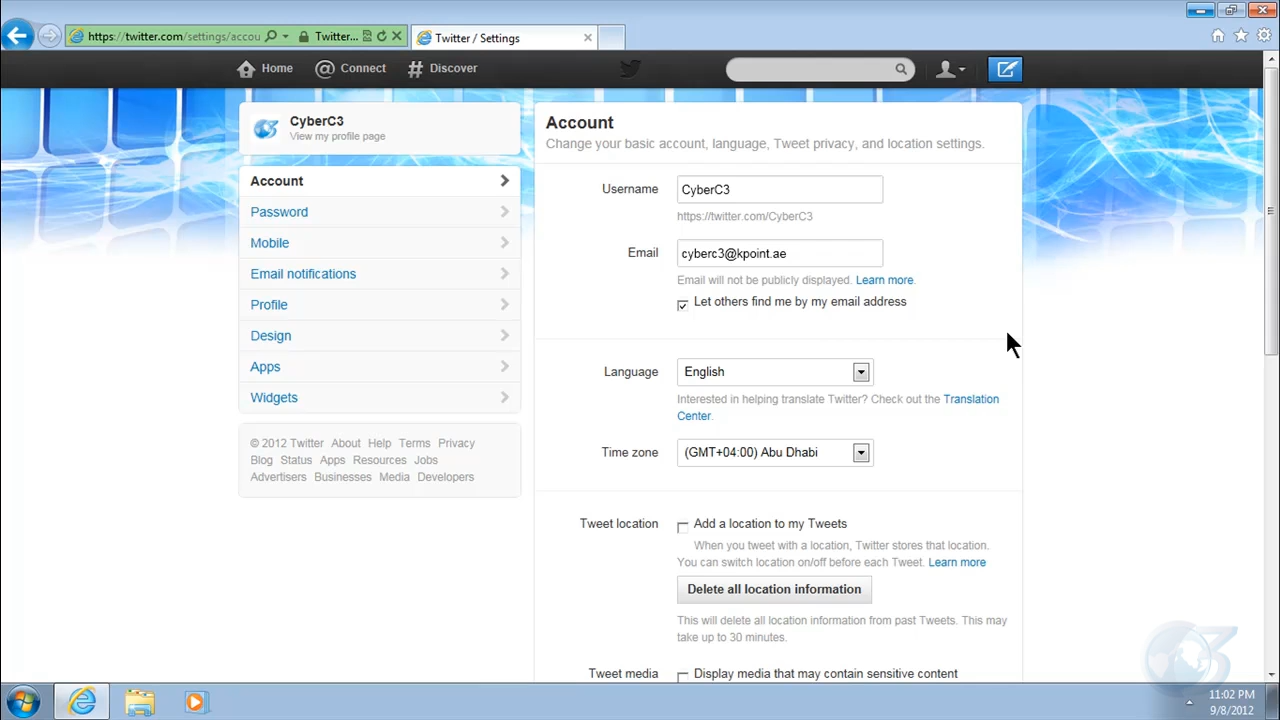 https://twitter.com/settings/accou
Twitter...
Twitter / Settings
Home
Connect
Discover
CyberC3
View my profile page
Account
Password
Mobile
Email notifications
Profile
Design
Apps
Widgets
© 2012 Twitter About Help Terms Privacy
Blog Status Apps Resources Jobs
Advertisers Businesses Media Developers
Account
Change your basic account, language, Tweet privacy, and location settings.
Username CyberC3
https://twitter.com/CyberC3
Email cyberc3@kpoint.ae
Email will not be publicly displayed. Learn more.
Let others find me by my email address
Language English
Interested in helping translate Twitter? Check out the Translation
Center.
Time zone (GMT+04:00) Abu Dhabi
Tweet location Add a location to my Tweets
When you tweet with a location, Twitter stores that location.
You can switch location on/off before each Tweet. Learn more
Delete all location information
This will delete all location information from past Tweets. This may
take up to 30 minutes.
Tweet media Display media that may contain sensitive content
11:02 PM
9/8/2012